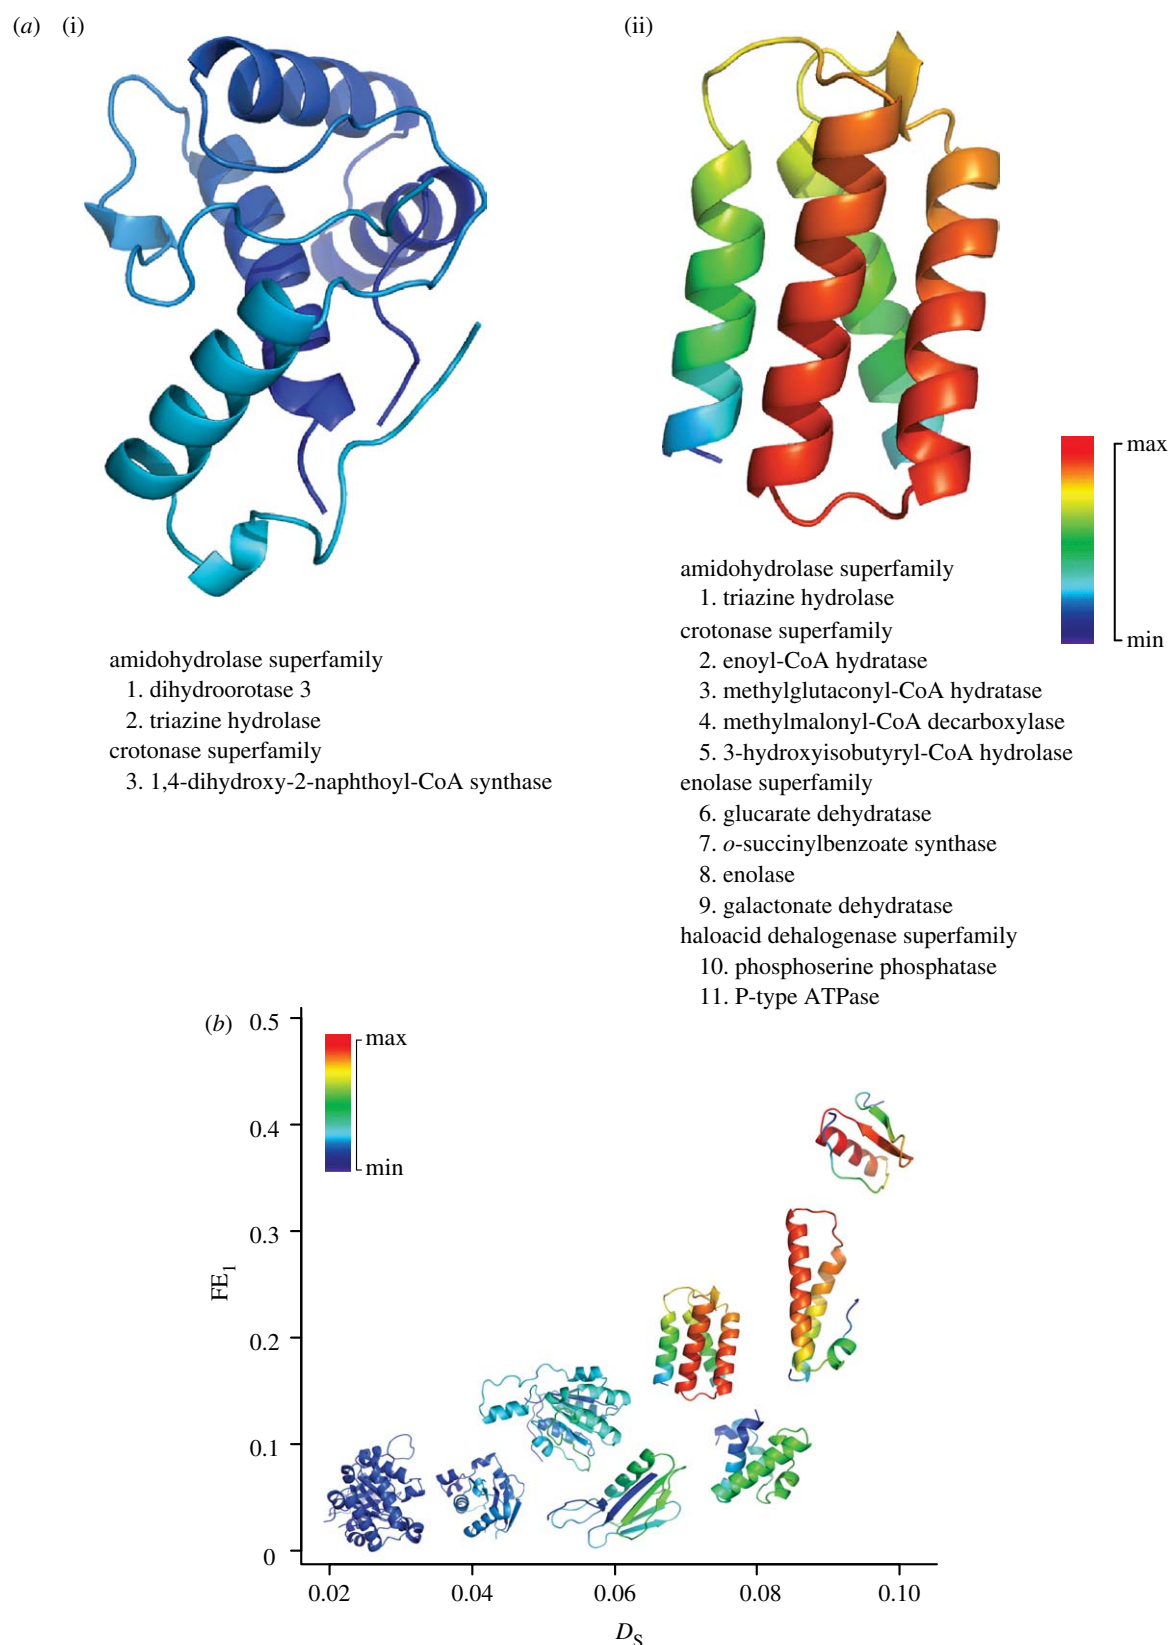 (a) (i)
(ii)
max
min
amidohydrolase superfamily
1. dihydroorotase 3
2. triazine hydrolase
crotonase superfamily
3. 1,4-dihydroxy-2-naphthoyl-CoA synthase
amidohydrolase superfamily
1. triazine hydrolase
crotonase superfamily
2. enoyl-CoA hydratase
3. methylglutaconyl-CoA hydratase
4. methylmalonyl-CoA decarboxylase
5. 3-hydroxyisobutyryl-CoA hydrolase
enolase superfamily
6. glucarate dehydratase
7. o-succinylbenzoate synthase
8. enolase
9. galactonate dehydratase
haloacid dehalogenase superfamily
10. phosphoserine phosphatase
11. P-type ATPase
(b)
max
min
0.5
0.4
0.3
0.2
0.1
0
FE1
0.02 0.04 0.06 0.08 0.10
DS